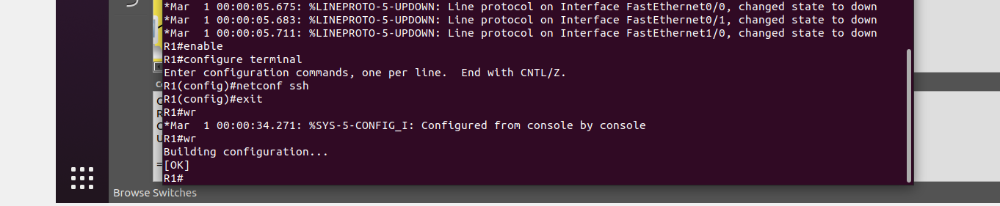 *Mar  1 00:00:05.675: %LINEPROTO-5-UPDOWN: Line protocol on Interface FastEthernet0/0, changed state to down
*Mar  1 00:00:05.683: %LINEPROTO-5-UPDOWN: Line protocol on Interface FastEthernet0/1, changed state to down
*Mar  1 00:00:05.711: %LINEPROTO-5-UPDOWN: Line protocol on Interface FastEthernet1/0, changed state to down
R1#enable
R1#configure terminal
Enter configuration commands, one per line.  End with CNTL/Z.
R1(config)#netconf ssh
R1(config)#exit
R1#wr
*Mar  1 00:00:34.271: %SYS-5-CONFIG_I: Configured from console by console
R1#wr
Building configuration...
[OK]
R1#
Browse Switches